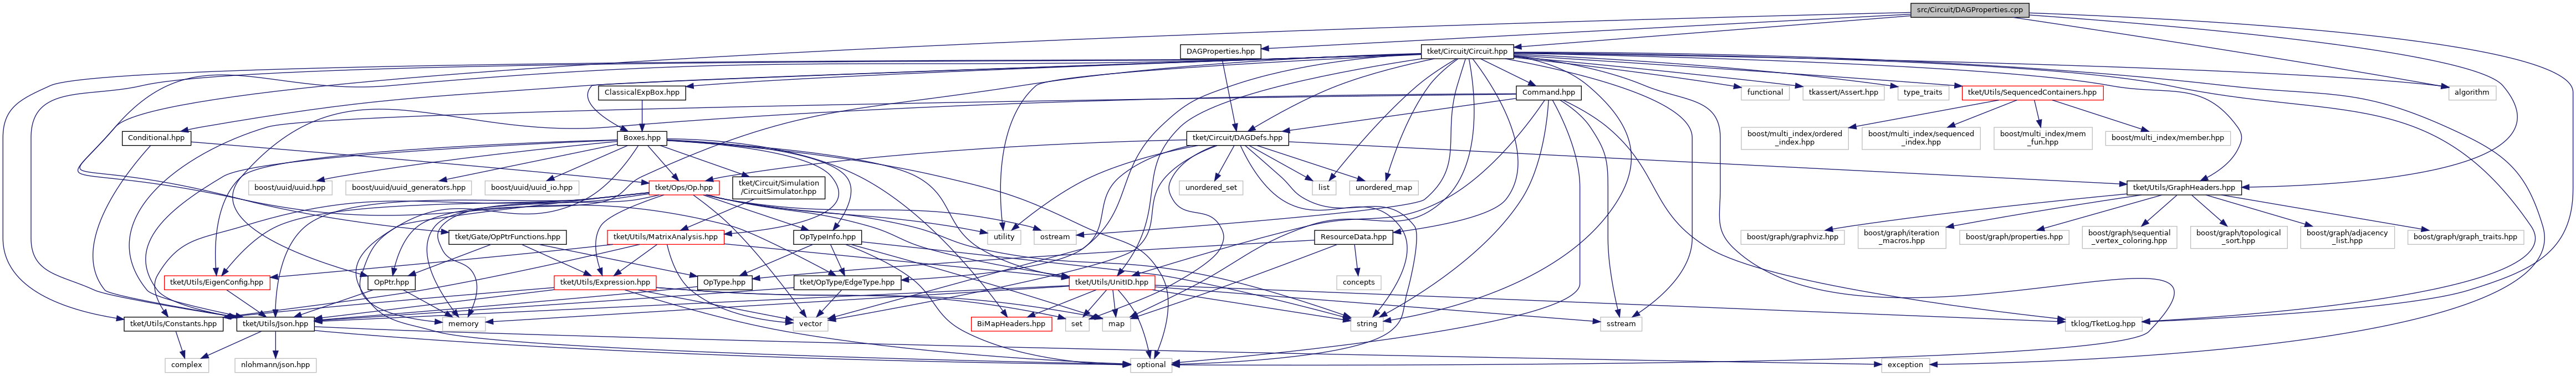 src/Circuit/DAGProperties.cpp
DAGProperties.hpp
tket/Circuit/Circuit.hpp
ClassicalExpBox.hpp
Command.hpp
functional
tkassert/Assert.hpp
type_traits
tket/Utils/SequencedContainers.hpp
algorithm
Conditional.hpp
Boxes.hpp
tket/Circuit/DAGDefs.hpp
boost/multi_index/ordered
_index.hpp
boost/multi_index/sequenced
_index.hpp
boost/multi_index/mem
_fun.hpp
boost/multi_index/member.hpp
boost/uuid/uuid.hpp
boost/uuid/uuid_generators.hpp
boost/uuid/uuid_io.hpp
tket/Ops/Op.hpp
tket/Circuit/Simulation
/CircuitSimulator.hpp
unordered_set
list
unordered_map
tket/Utils/GraphHeaders.hpp
tket/Gate/OpPtrFunctions.hpp
tket/Utils/MatrixAnalysis.hpp
OpTypeInfo.hpp
utility
ostream
ResourceData.hpp
boost/graph/graphviz.hpp
boost/graph/iteration
_macros.hpp
boost/graph/properties.hpp
boost/graph/sequential
_vertex_coloring.hpp
boost/graph/topological
_sort.hpp
boost/graph/adjacency
_list.hpp
boost/graph/graph_traits.hpp
tket/Utils/EigenConfig.hpp
OpPtr.hpp
tket/Utils/Expression.hpp
OpType.hpp
tket/OpType/EdgeType.hpp
tket/Utils/UnitID.hpp
concepts
tket/Utils/Constants.hpp
tket/Utils/Json.hpp
memory
vector
BiMapHeaders.hpp
set
map
string
sstream
tklog/TketLog.hpp
complex
nlohmann/json.hpp
optional
exception